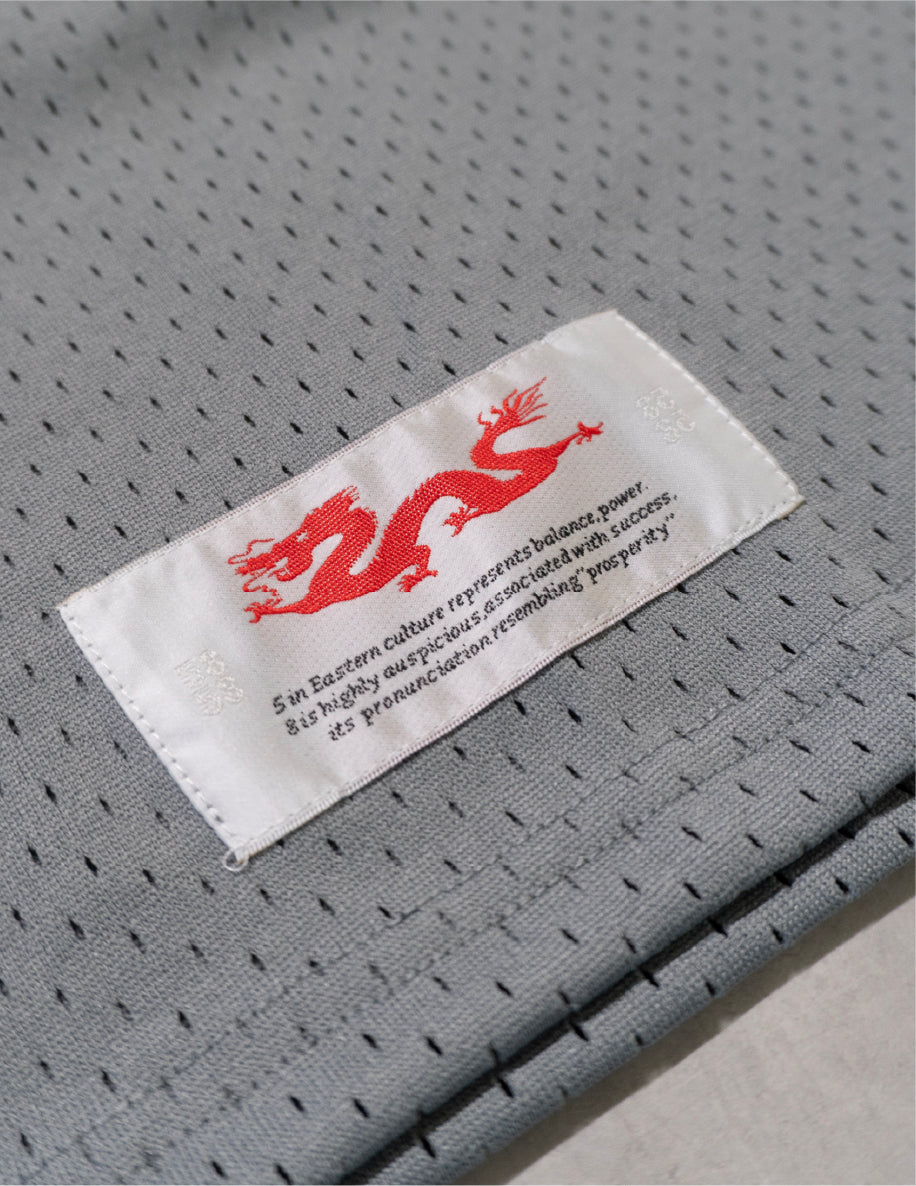 5 in Eastern culture represents balance, power.
8 is highly auspicious, associated with success,
its pronunciation resembling "prosperity"